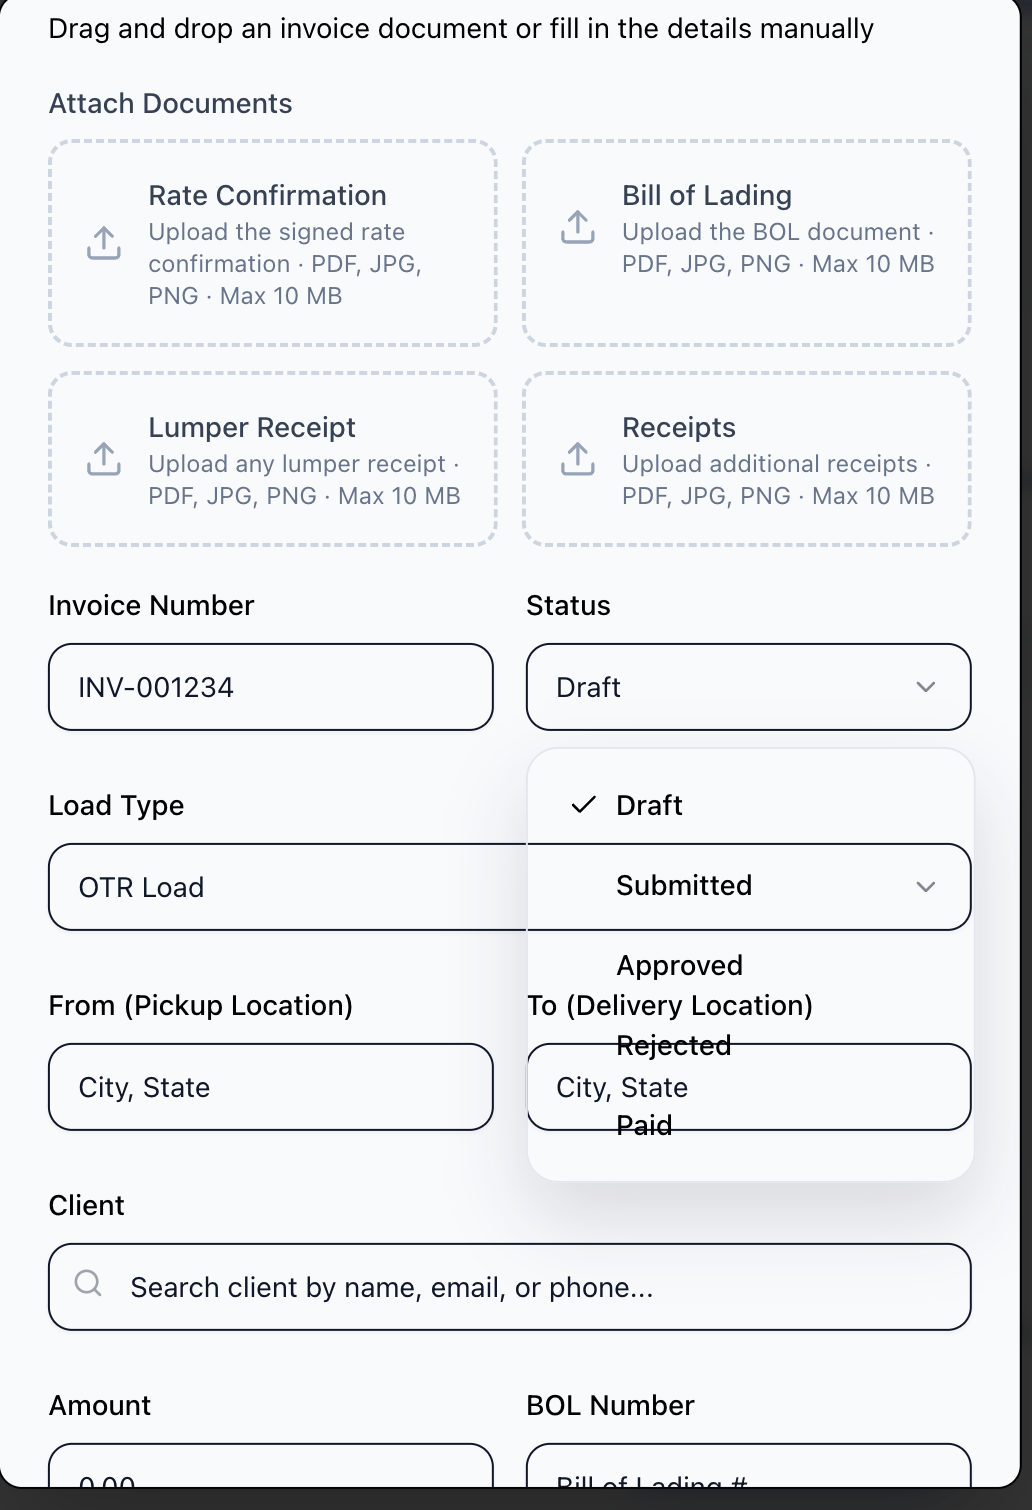 Drag and drop an invoice document or fill in the details manually
Attach Documents
Rate Confirmation
Upload the signed rate
confirmation · PDF, JPG,
PNG · Max 10 MB
Bill of Lading
Upload the BOL document ·
PDF, JPG, PNG · Max 10 MB
Lumper Receipt
Upload any lumper receipt ·
PDF, JPG, PNG · Max 10 MB
Receipts
Upload additional receipts ·
PDF, JPG, PNG · Max 10 MB
Invoice Number
Status
INV-001234
Draft
Draft
Load Type
OTR Load
Submitted
Approved
From (Pickup Location)
To (Delivery Location)
Rejected
City, State
City, State
Paid
Client
Search client by name, email, or phone...
Amount
BOL Number
0.00
Bill of Lading #